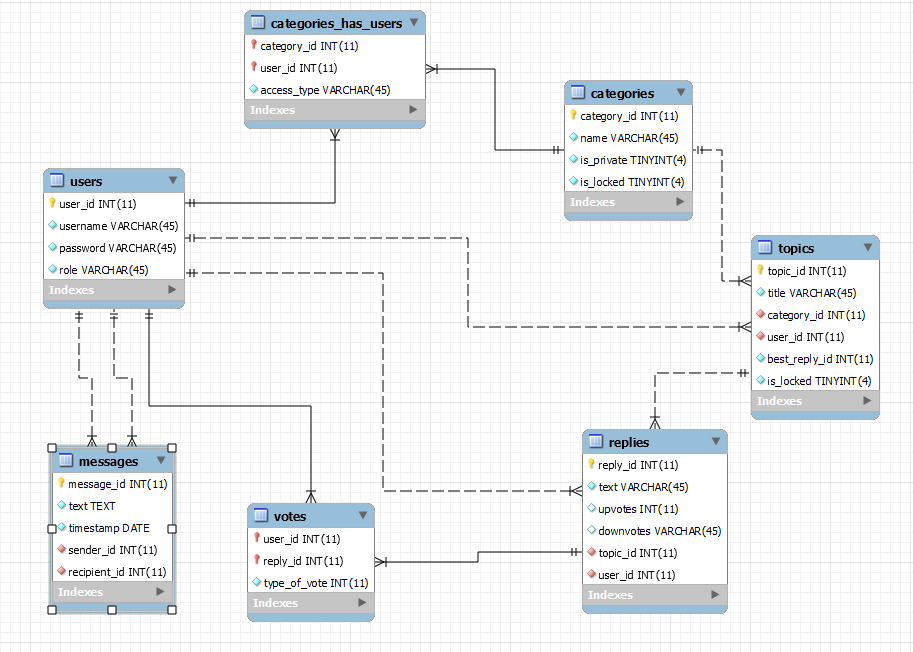 categories_has_users
category_id INT(11)
user_id INT(11)
access_type VARCHAR(45)
Indexes
categories
category_id INT(11)
name VARCHAR(45)
is_private TINYINT(4)
is_locked TINYINT(4)
Indexes
users
user_id INT(11)
username VARCHAR(45)
password VARCHAR(45)
role VARCHAR(45)
Indexes
topics
topic_id INT(11)
title VARCHAR(45)
category_id INT(11)
user_id INT(11)
best_reply_id INT(11)
is_locked TINYINT(4)
Indexes
messages
message_id INT(11)
text TEXT
timestamp DATE
sender_id INT(11)
recipient_id INT(11)
Indexes
votes
user_id INT(11)
reply_id INT(11)
type_of_vote INT(11)
Indexes
replies
reply_id INT(11)
text VARCHAR(45)
upvotes INT(11)
downvotes VARCHAR(45)
topic_id INT(11)
user_id INT(11)
Indexes